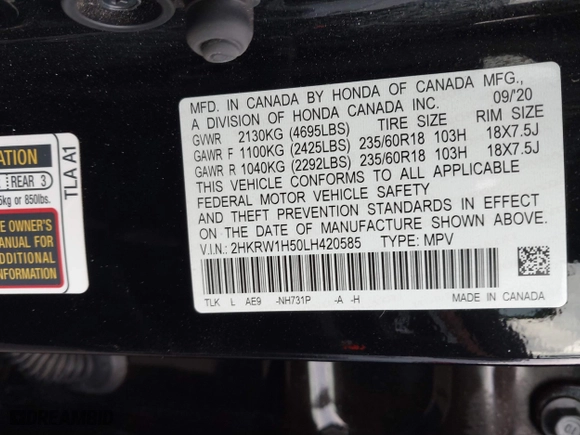 MFD. IN CANADA BY HONDA OF CANADA MFG.,
A DIVISION OF HONDA CANADA INC. 09/'20
GVWR 2130KG (4695LBS) TIRE SIZE RIM SIZE
GAWR F 1100KG (2425LBS) 235/60R18 103H 18X7.5J
GAWR R 1040KG (2292LBS) 235/60R18 103H 18X7.5J
THIS VEHICLE CONFORMS TO ALL APPLICABLE
FEDERAL MOTOR VEHICLE SAFETY
AND THEFT PREVENTION STANDARDS IN EFFECT
ON THE DATE OF MANUFACTURE SHOWN ABOVE.
V.I.N.: 2HKRW1H50LH420585 TYPE: MPV
TLK L AE9 -NH731P -A -H MADE IN CANADA
ATION
REAR 3
5kg or 850lbs.
E OWNER'S
MANUAL FOR
ADDITIONAL
INFORMATION
TLA A1